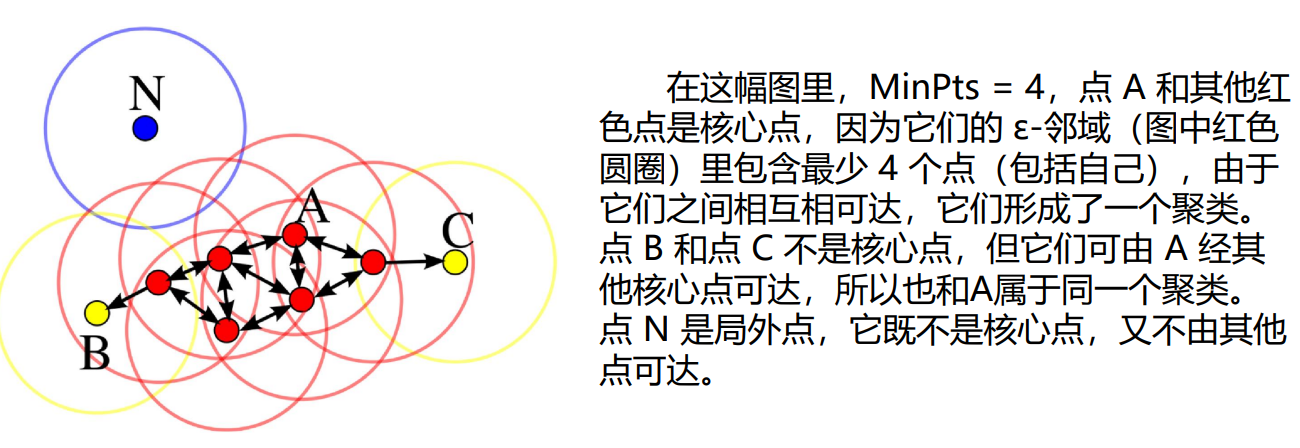 N
A
C
B
在这幅图里，MinPts = 4，点 A 和其他红
色点是核心点，因为它们的 ε-邻域（图中红色
圆圈）里包含最少 4 个点（包括自己），由于
它们之间相互相可达，它们形成了一个聚类。
点 B 和点 C 不是核心点，但它们可由 A 经其
他核心点可达，所以也和A属于同一个聚类。
点 N 是局外点，它既不是核心点，又不由其他
点可达。